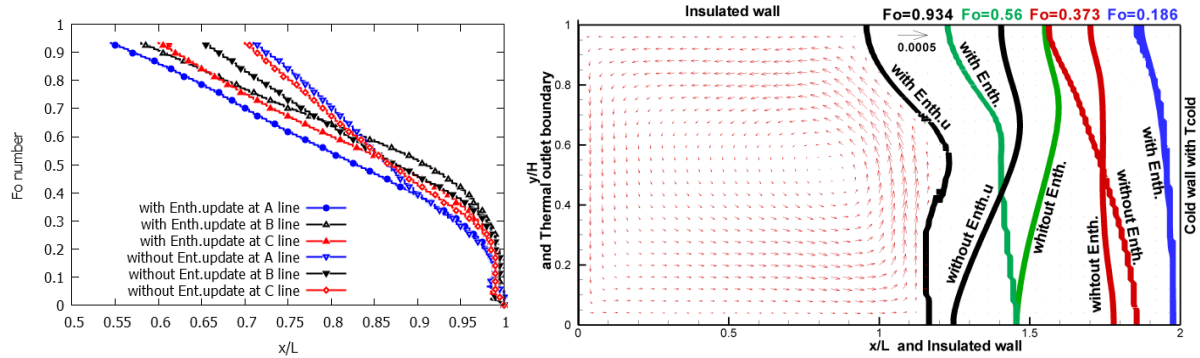 1
0.9
0.8
0.7
0.6
0.5
0.4
0.3
0.2
0.1
0
Fo number
with Enth.update at A line
with Ent.update at B line
with Ent.update at C line
without Ent.update at A line
without Ent.update at B line
without Ent.update at C line
0.5 0.55 0.6 0.65 0.7 0.75 0.8 0.85 0.9 0.95 1
x/L
Insulated wall
Fo=0.934 Fo=0.56 Fo=0.373 Fo=0.186
0.0005
1
0.8
0.6
0.4
0.2
0
y/H
and Thermal outlet boundary
with Enth.u
with Enth.
without Enth.u
whitout Enth.
wihtout Enth.
without Enth.
with Enth.
Cold wall with Tcold
0 0.5 1 1.5 2
x/L and Insulated wall